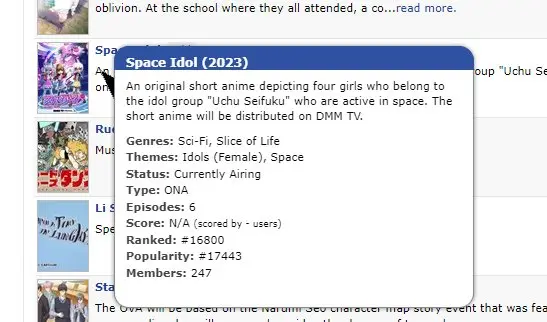 oblivion. At the school where they all attended, a co...read more.
Spa
An
group "Uchu Se
on
Space Idol (2023)
An original short anime depicting four girls who belong to
the idol group "Uchu Seifuku" who are active in space. The
short anime will be distributed on DMM TV.
Genres: Sci-Fi, Slice of Life
Themes: Idols (Female), Space
Status: Currently Airing
Type: ONA
Episodes: 6
Score: N/A (scored by - users)
Ranked: #16800
Popularity: #17443
Members: 247
Mus
Li S
Spe
Sta
The OVA will be based on the Narumi Seo character map story event that was fea